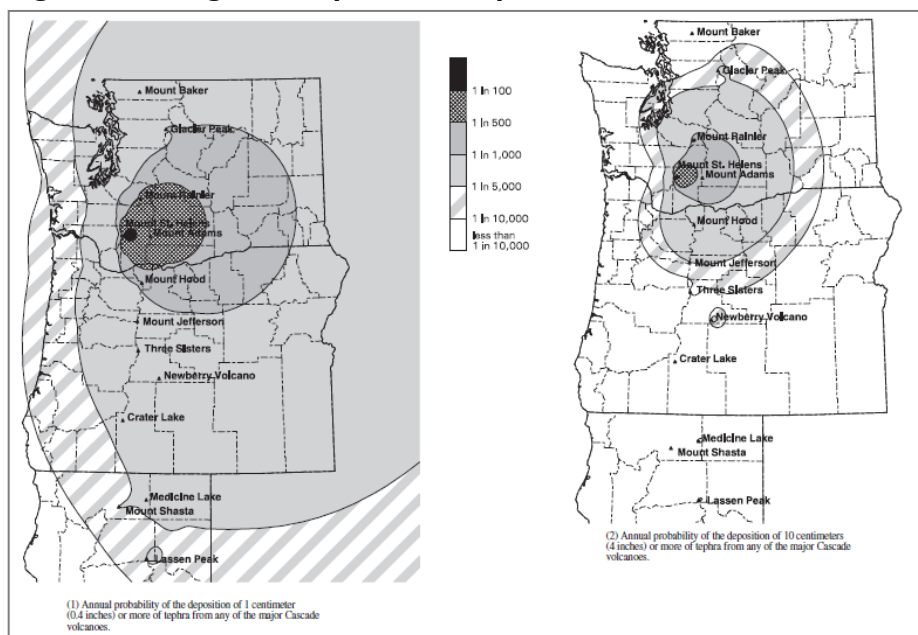 Mount Baker
Glacier Peak
Mount Rainier
Mount St. Helens
Mount Adams
Mount Hood
Mount Jefferson
Three Sisters
Newberry Volcano
Crater Lake
Medicine Lake
Mount Shasta
Lassen Peak
(1) Annual probability of the deposition of 1 centimeter
(0.4 inches) or more of tephra from any of the major Cascade
volcanoes.
1 in 100
1 in 500
1 in 1,000
1 in 5,000
1 in 10,000
less than
1 in 10,000
Mount Baker
Glacier Peak
Mount Rainier
Mount St. Helens
Mount Adams
Mount Hood
Mount Jefferson
Three Sisters
Newberry Volcano
Crater Lake
Medicine Lake
Mount Shasta
Lassen Peak
(2) Annual probability of the deposition of 10 centimeters
(4 inches) or more of tephra from any of the major Cascade
volcanoes.